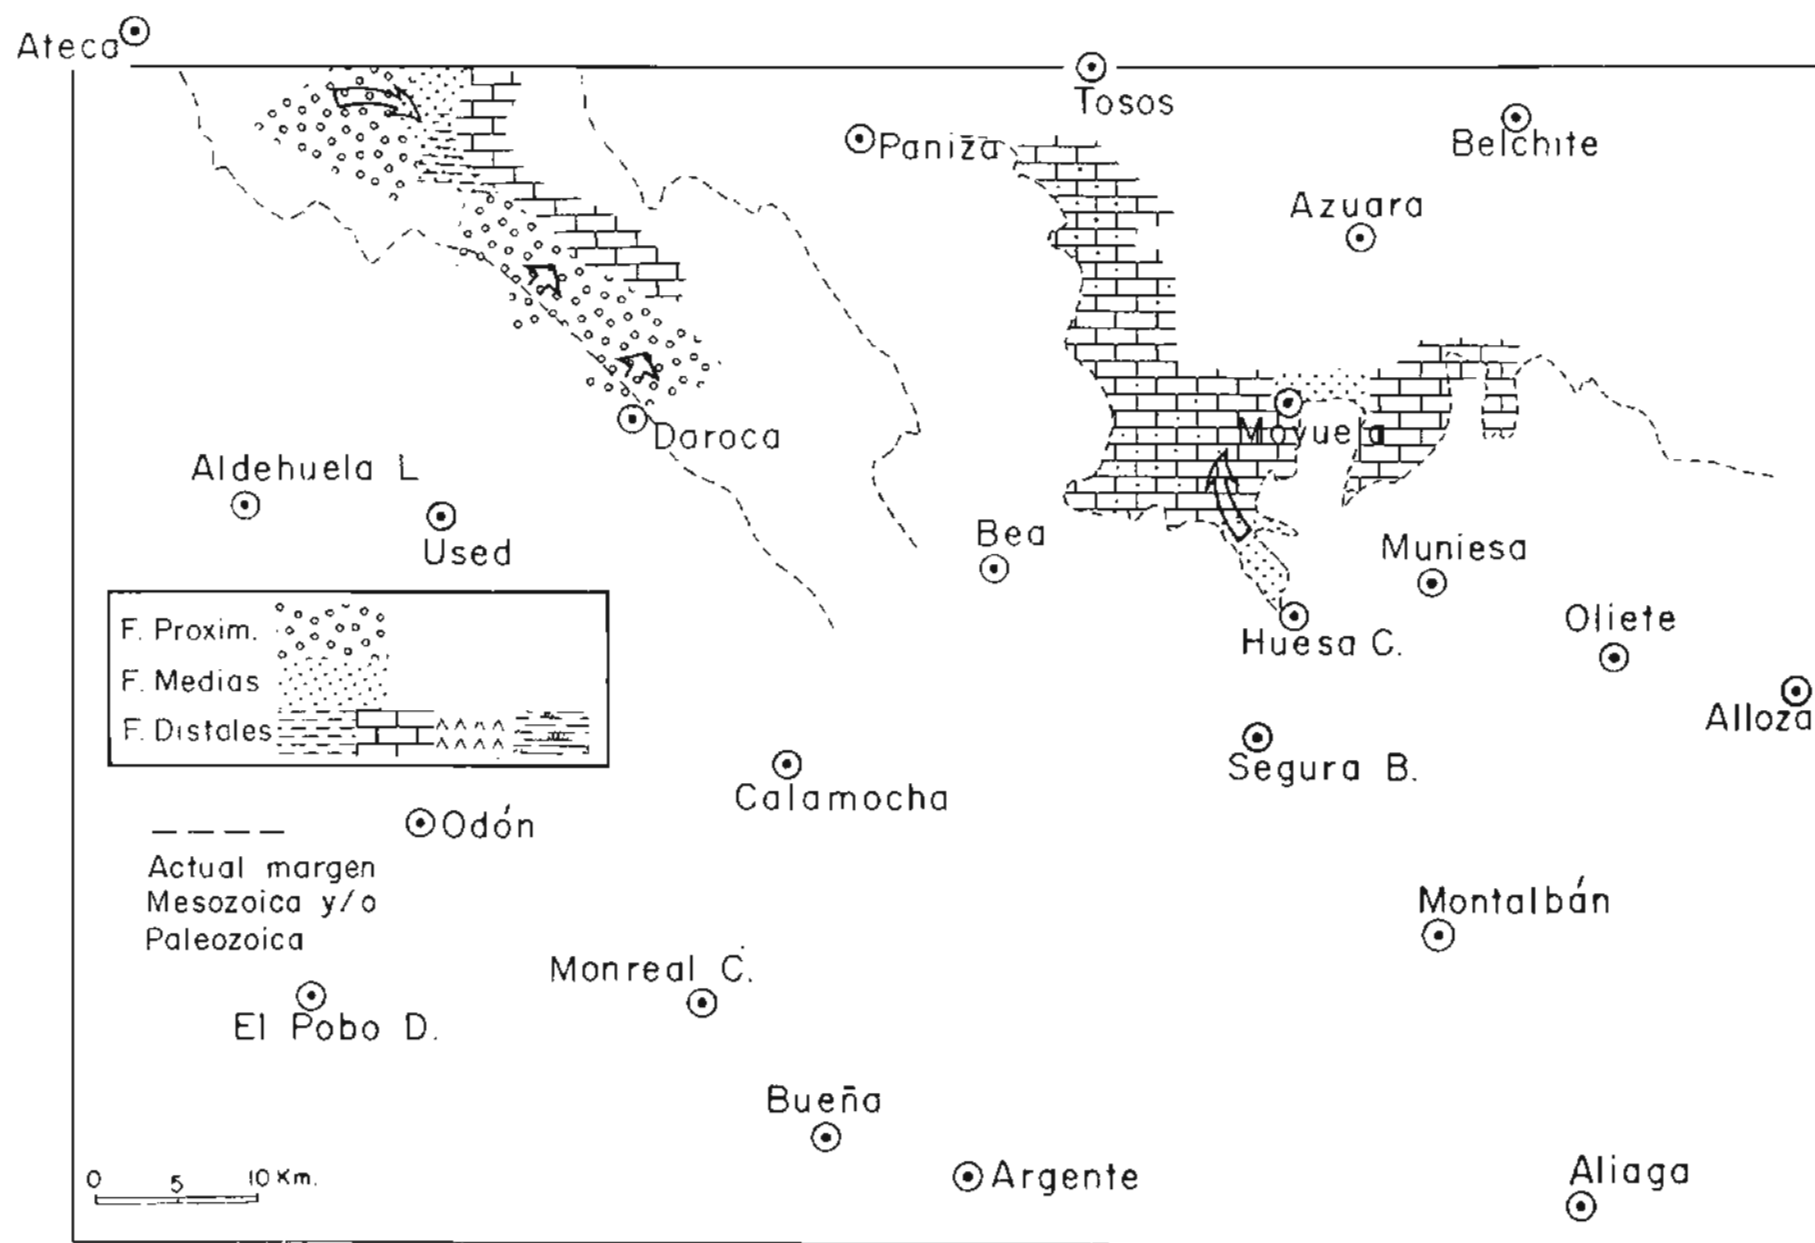 Ateca
Tosos
Paniza
Belchite
Azuara
Daroca
Moyuela
Aldehuela L
Used
Bea
Muniesa
F. Proxim.
F. Medias
F. Distales
Huesa C.
Oliete
Alloza
Segura B.
Calamocha
Odón
Actual margen
Mesozoica y/o
Paleozoica
Montalbán
Monreal C.
El Pobo D.
Bueña
Argente
Aliaga
0 5 10 Km.